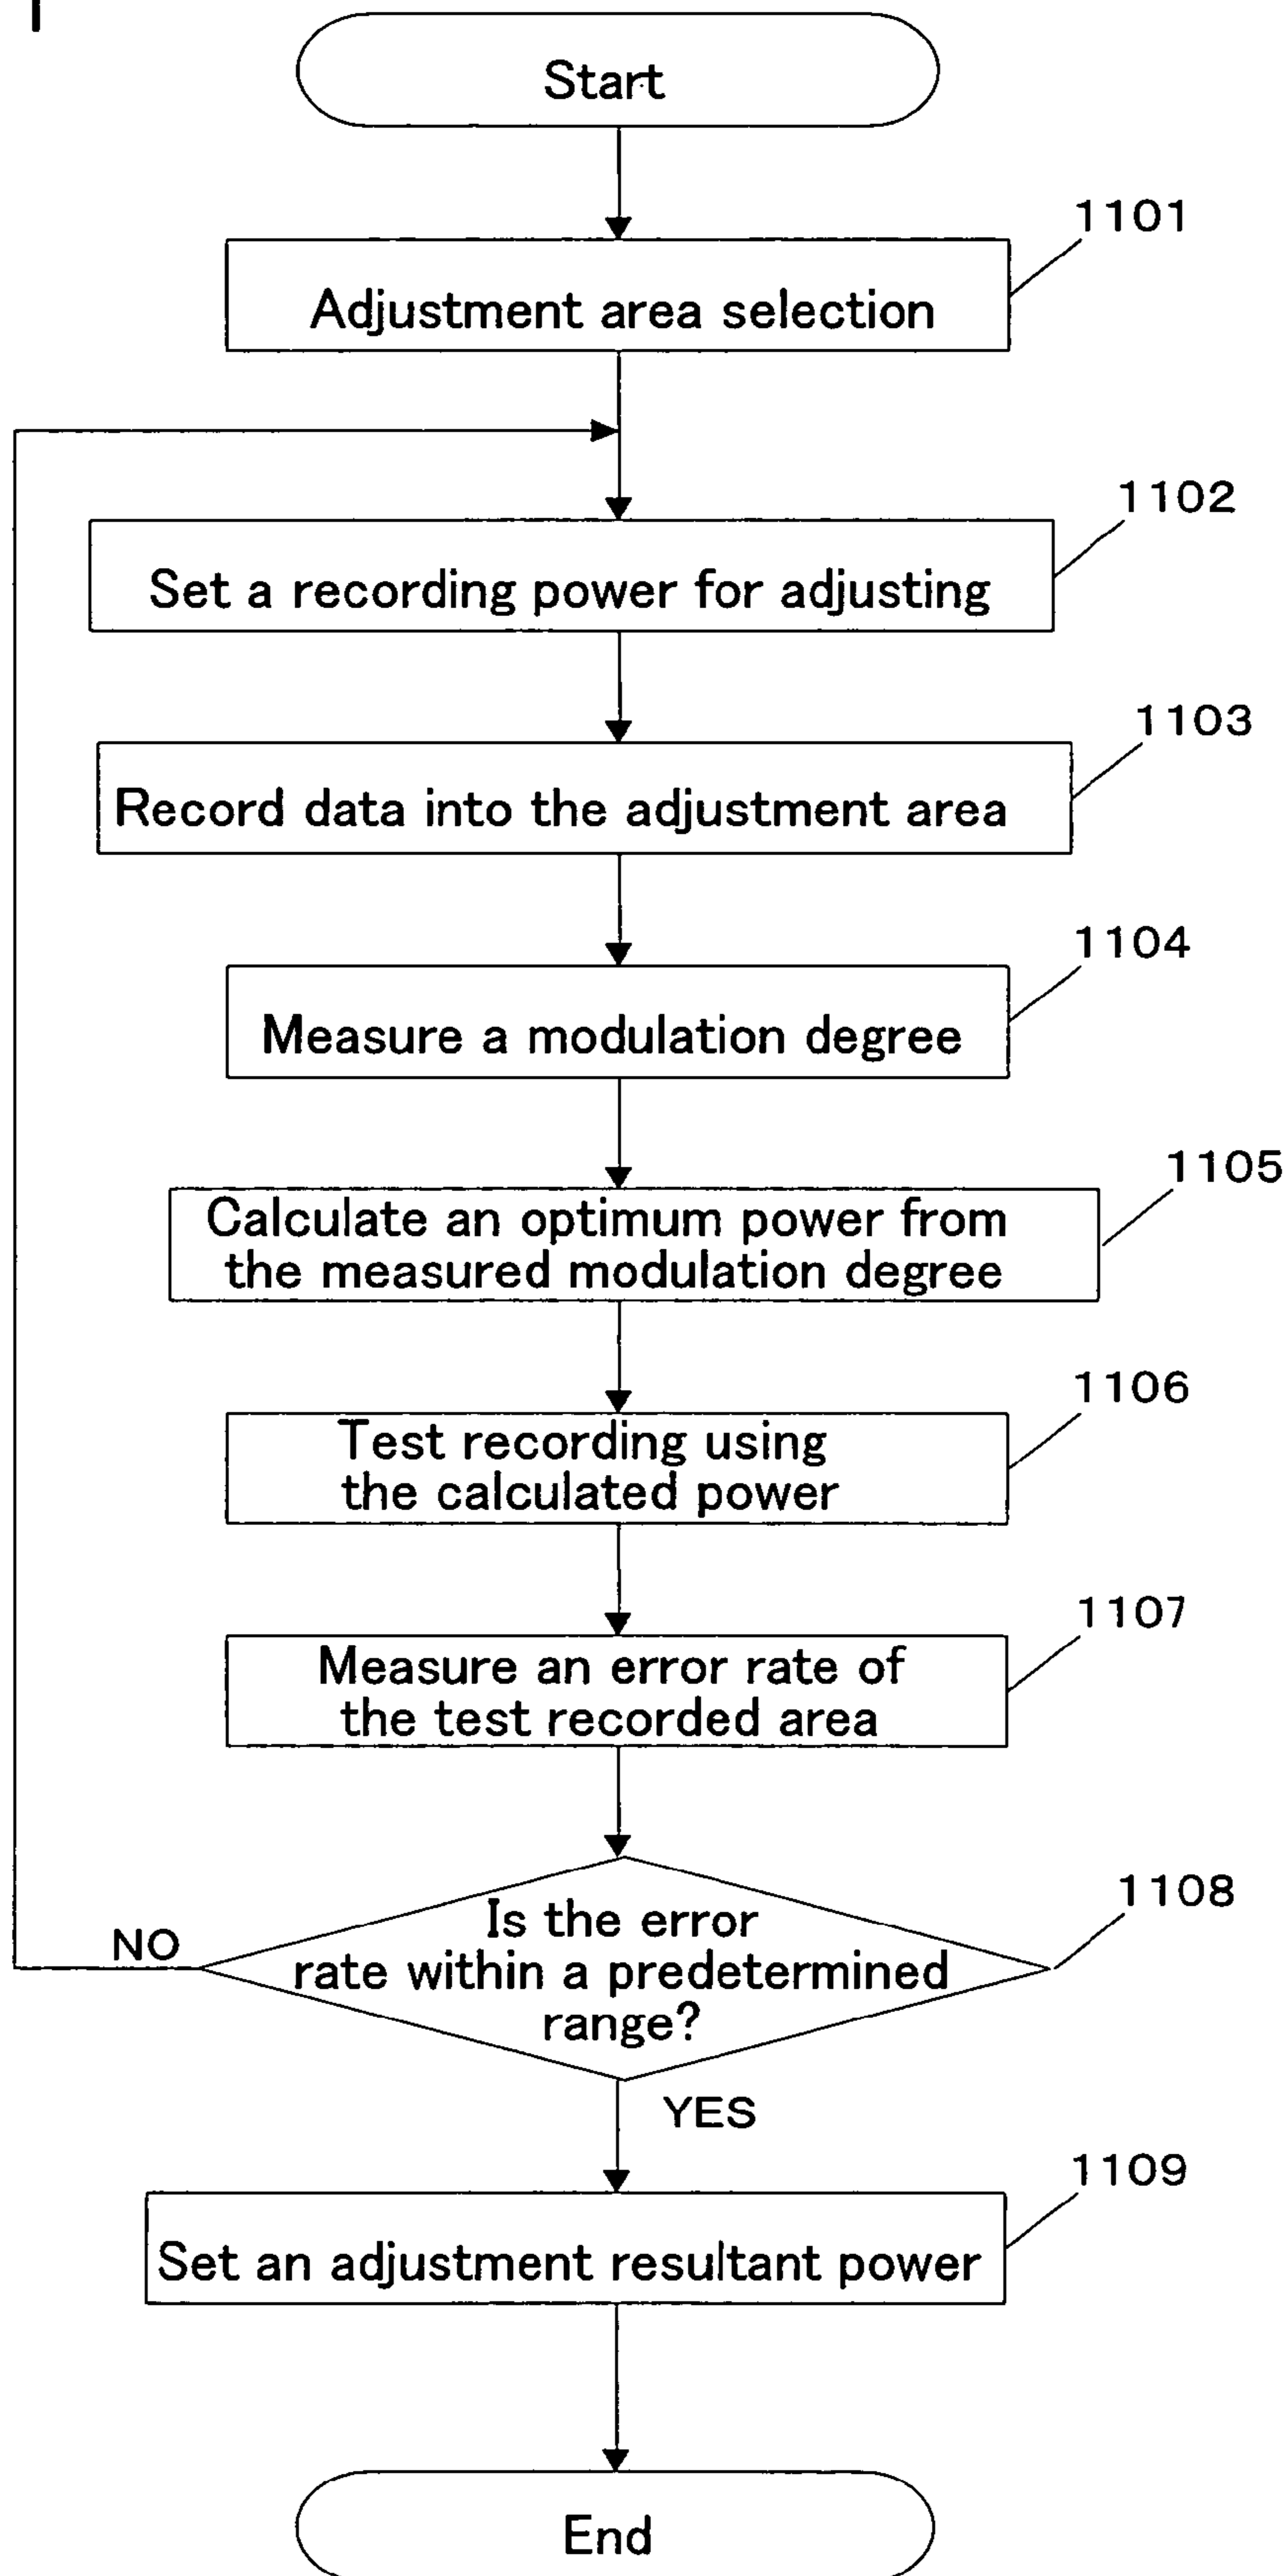 Start
1101
Adjustment area selection
1102
Set a recording power for adjusting
1103
Record data into the adjustment area
1104
Measure a modulation degree
1105
Calculate an optimum power from
the measured modulation degree
1106
Test recording using
the calculated power
1107
Measure an error rate of
the test recorded area
1108
Is the error
NO
rate within a predetermined
range?
YES
1109
Set an adjustment resultant power
End